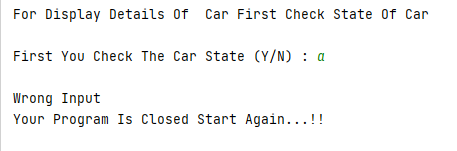 For Display Details Of  Car First Check State Of Car
First You Check The Car State (Y/N) : a
Wrong Input
Your Program Is Closed Start Again...!!